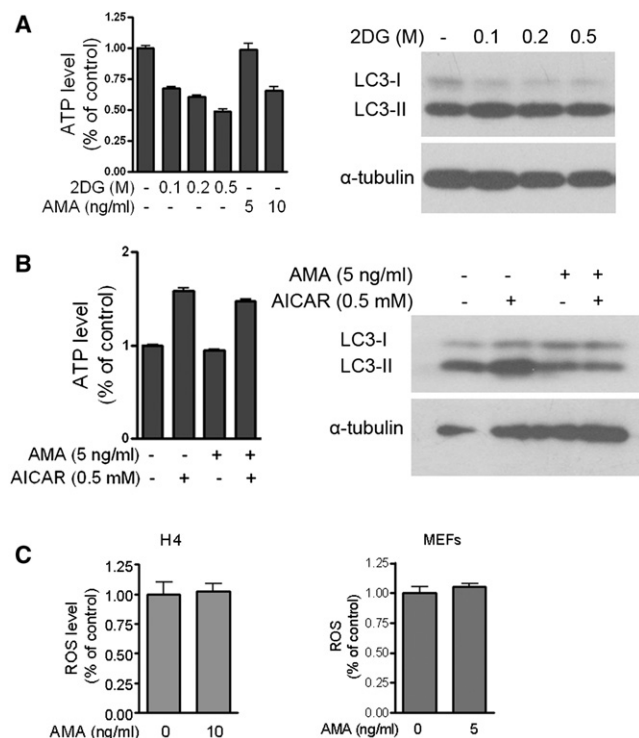 A
ATP level
(% of control)
1.25
1.00
0.75
0.50
0.25
0.00
2DG (M) - 0.1 0.2 0.5 - -
AMA (ng/ml) - - - - 5 10
2DG (M) - 0.1 0.2 0.5
LC3-I
LC3-II
α-tubulin
B
ATP level
(% of control)
2
1
0
AMA (5 ng/ml) - - + +
AICAR (0.5 mM) - + - +
AMA (5 ng/ml) - - + +
AICAR (0.5 mM) - + - +
LC3-I
LC3-II
α-tubulin
C
H4
ROS level
(% of control)
1.25
1.00
0.75
0.50
0.25
0.00
AMA (ng/ml) 0 10
MEFs
ROS
(% of control)
1.25
1.00
0.75
0.50
0.25
0.00
AMA (ng/ml) 0 5